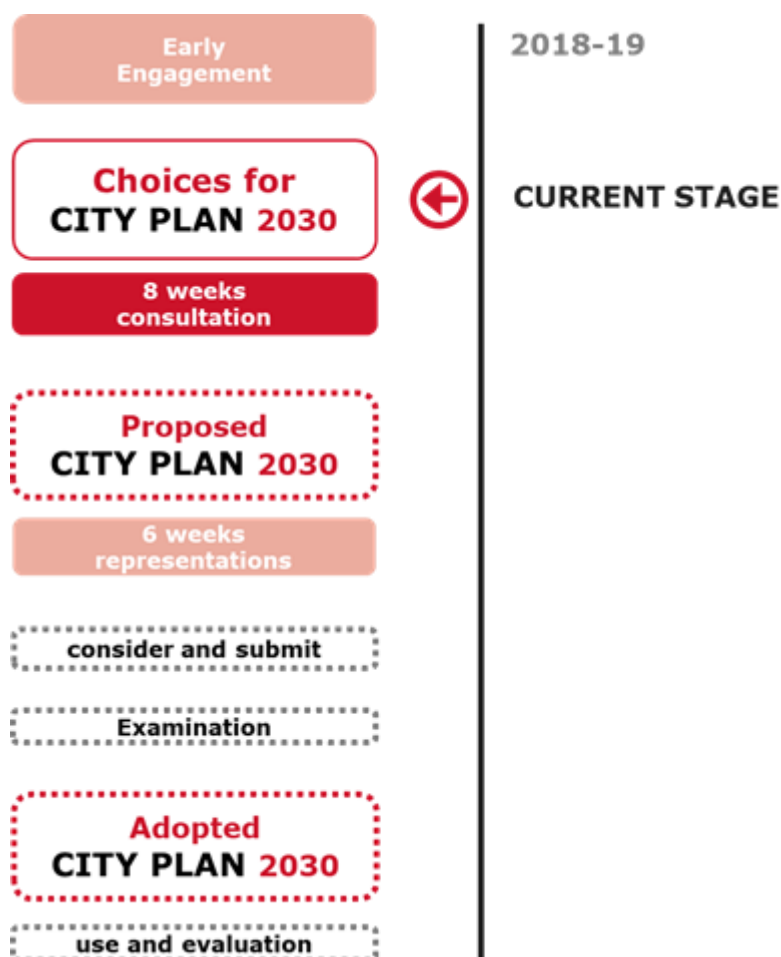 Early
Engagement
2018-19
Choices for
CITY PLAN 2030
CURRENT STAGE
8 weeks
consultation
Proposed
CITY PLAN 2030
6 weeks
representations
consider and submit
Examination
Adopted
CITY PLAN 2030
use and evaluation